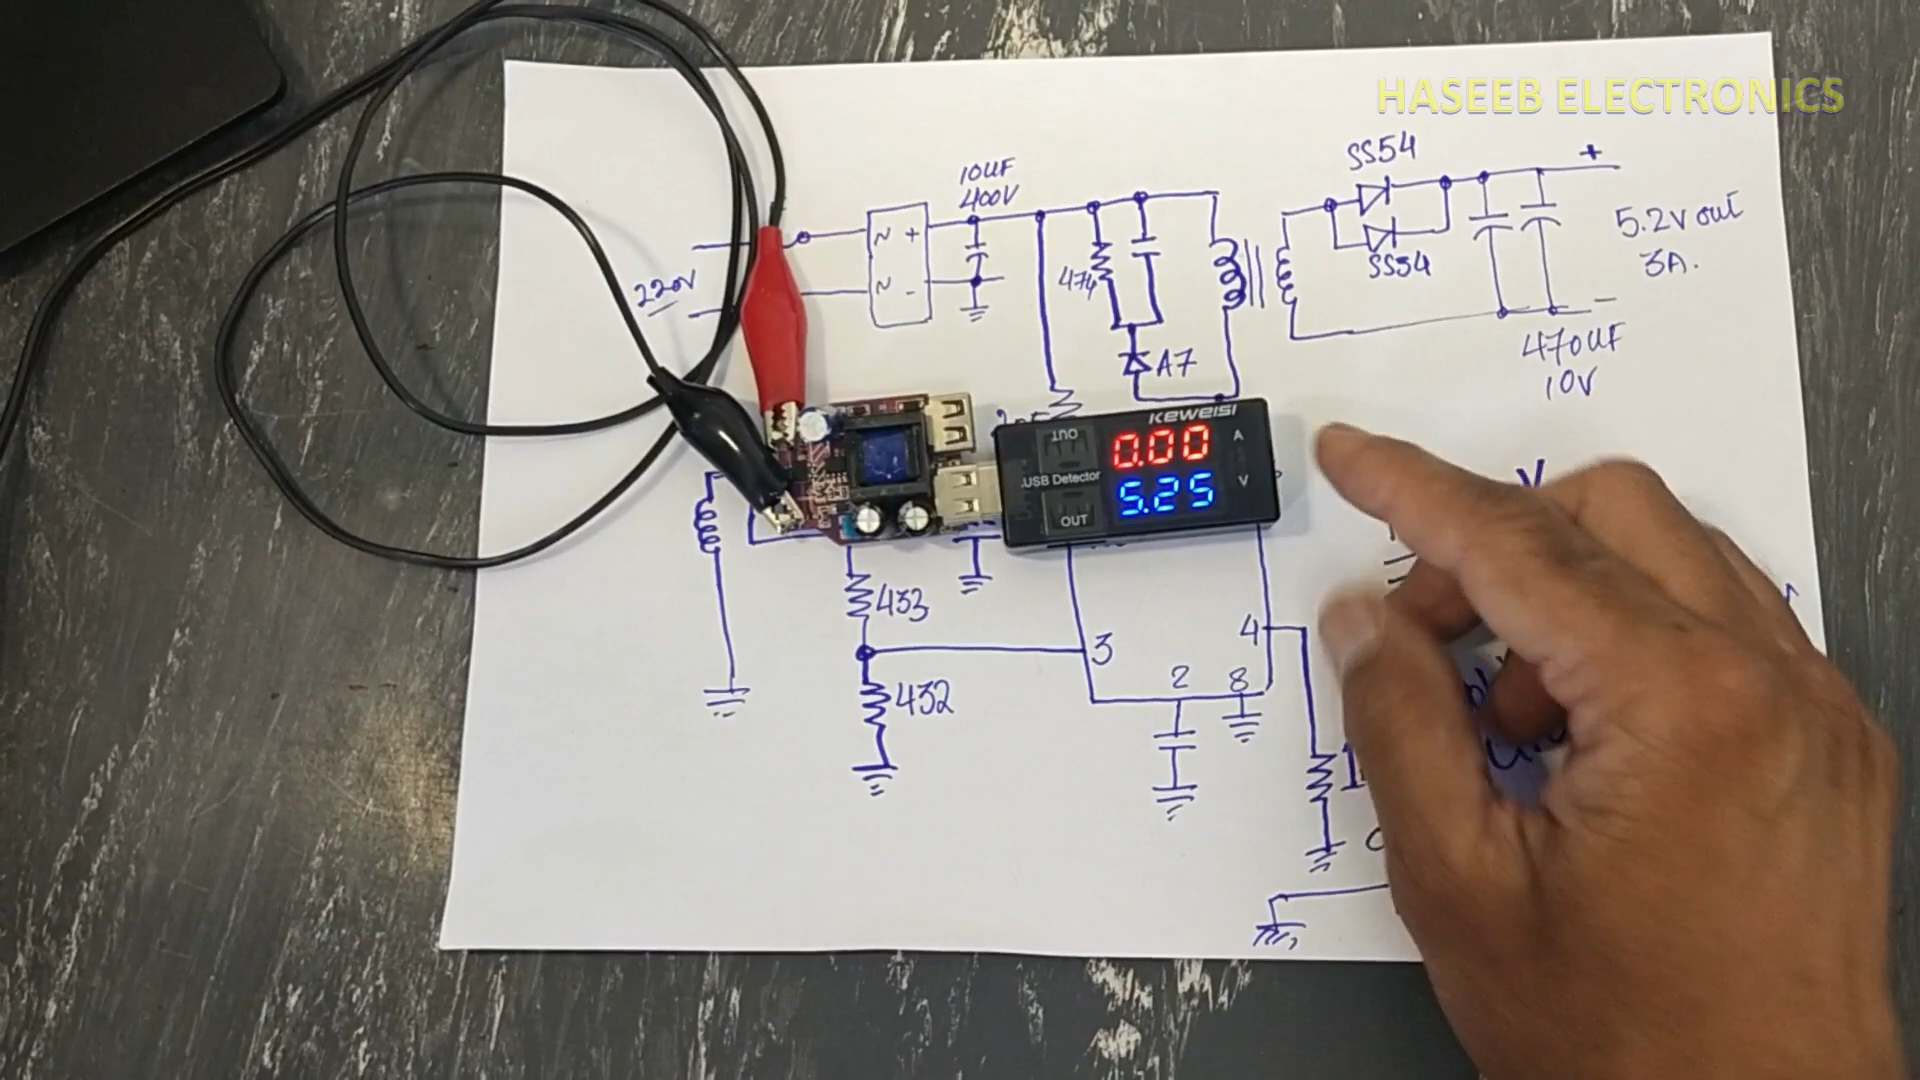 HASEEB ELECTRONICS
SS54
+
10UF
400V
~ +
~ -
220V
474
SS54
5.2V out
3A.
-
470UF
10V
A7
KEWEISI
OUT
0.00 A
USB Detector
5.25 V
OUT
433
3
4
432
2
8